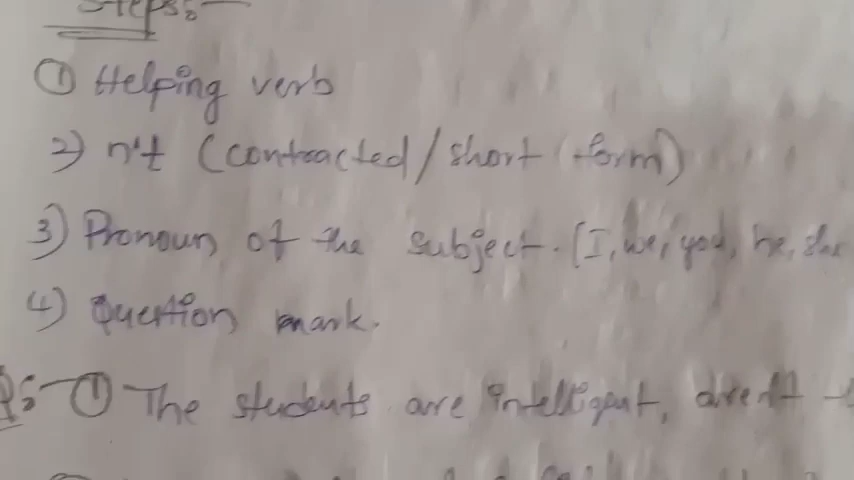 Steps:-
① Helping verb
2) n't (contracted/short form)
3) Pronoun of the subject. [I, we, you, he, she
4) Question mark.
① The students are intelligent, aren't